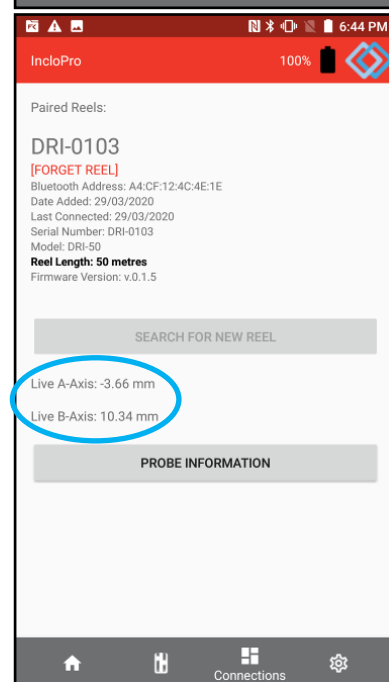 6:44 PM
IncloPro
100%
Paired Reels:
DRI-0103
[FORGET REEL]
Bluetooth Address: A4:CF:12:4C:4E:1E
Date Added: 29/03/2020
Last Connected: 29/03/2020
Serial Number: DRI-0103
Model: DRI-50
Reel Length: 50 metres
Firmware Version: v.0.1.5
SEARCH FOR NEW REEL
Live A-Axis: -3.66 mm
Live B-Axis: 10.34 mm
PROBE INFORMATION
Connections